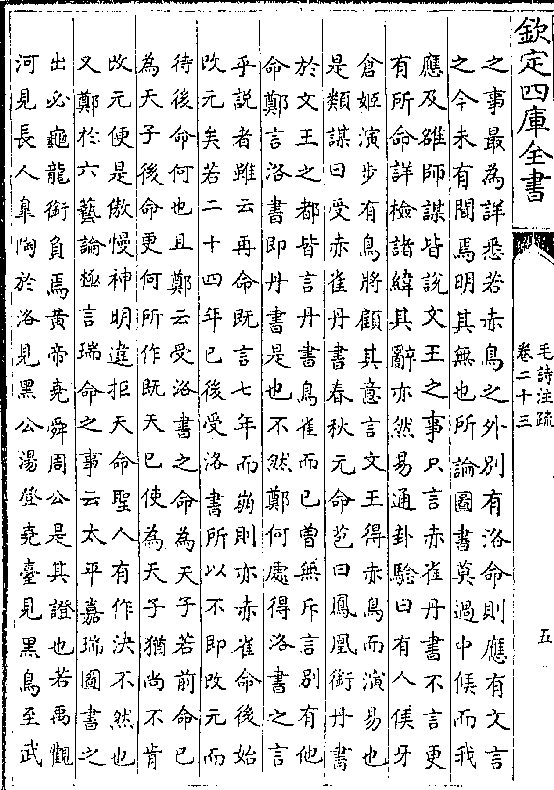 欽定四庫全書
毛詩注疏
卷二十三
五
之事最為詳悉若赤鳥之外別有洛命則應有文言
之今未有聞焉明其無也所論圖書莫過中候而我
應及雒師謀皆說文王之事只言赤雀丹書不言更
有所命詳檢諸緯其辭亦然易通卦驗曰有人侯牙
倉姬演步有鳥將顧其意言文王得赤鳥而演易也
是類謀曰受赤雀丹書春秋元命苞曰鳳凰銜丹書
於文王之都皆言丹書鳥雀而已曾無斥言別有他
命鄭言洛書即丹書是也不然鄭何處得洛書之言
乎說者雖云再命既言七年而崩則亦赤雀命後始
改元矣若二十四年已後受洛書所以不即改元而
待後命何也且鄭云受洛書之命為天子若前命已
為天子後命更何所作既天已使為天子猶尚不肯
改元便是傲慢神明違拒天命聖人有作決不然也
又鄭於六藝論極言瑞命之事云太平嘉瑞圖書之
出必龜龍銜負焉黃帝堯舜周公是其證也若禹觀
河見長人臯陶於洛見黑公湯登堯臺見黑鳥至武